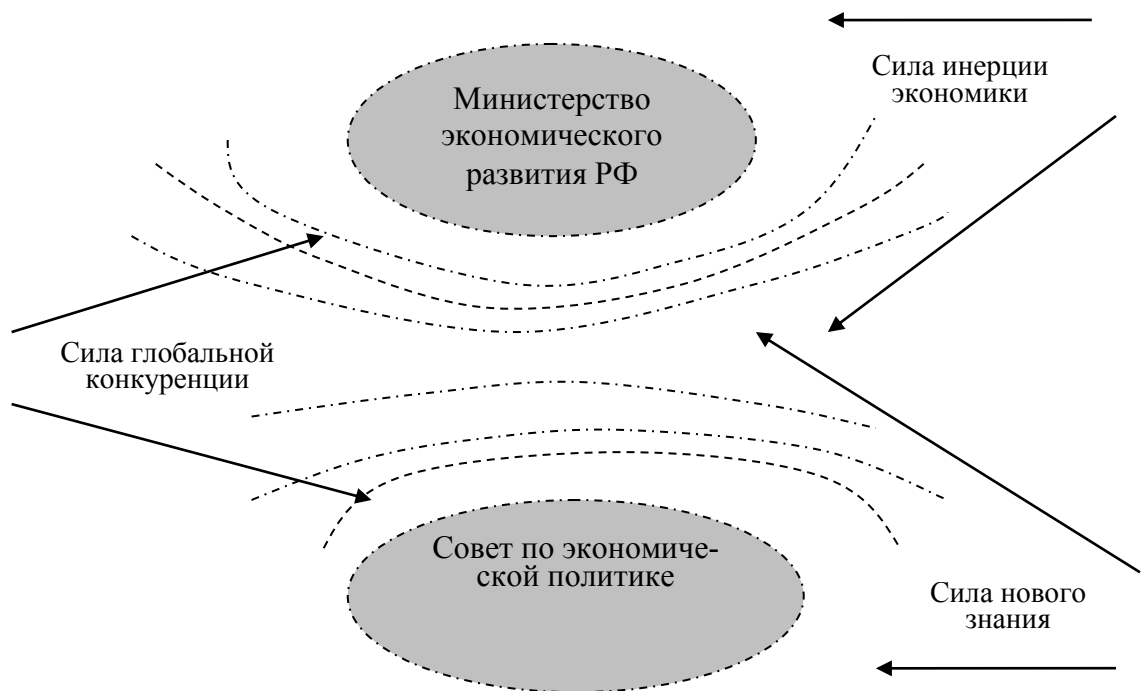 Сила инерции
экономики
Министерство
экономического
развития РФ
Сила глобальной
конкуренции
Совет по экономиче-
ской политике
Сила нового
знания